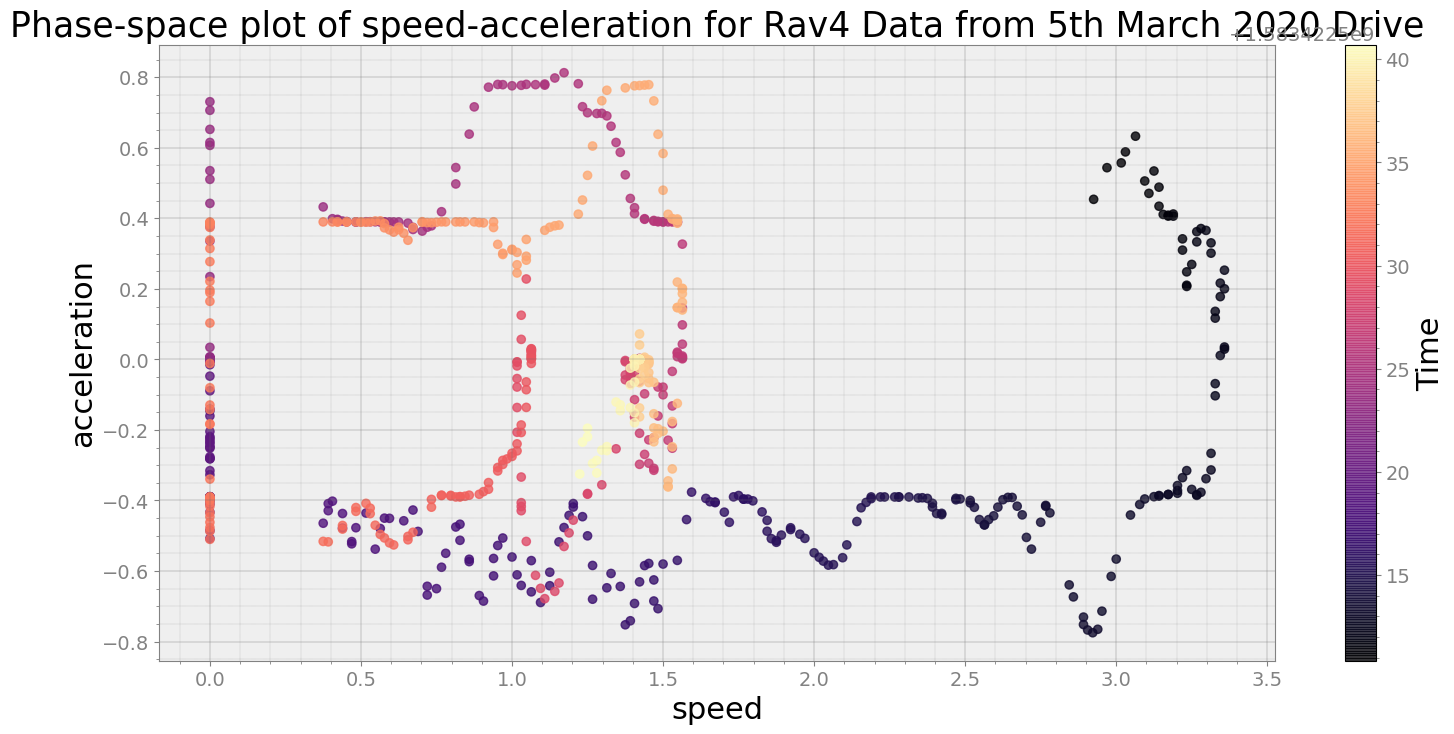 Phase-space plot of speed-acceleration for Rav4 Data from 5th March 2020 Drive
+1.5834225e9
0.8
0.6
0.4
0.2
0.0
−0.2
−0.4
−0.6
−0.8
acceleration
0.0 0.5 1.0 1.5 2.0 2.5 3.0 3.5
speed
40
35
30
25
20
15
Time